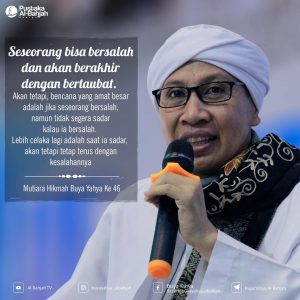 Pustaka
Al-Bahjah
Seseorang bisa bersalah
dan akan berakhir
dengan bertaubat.
Akan tetapi, bencana yang amat besar
adalah jika seseorang bersalah,
namun tidak segera sadar
kalau ia bersalah.
Lebih celaka lagi adalah saat ia sadar,
akan tetapi tetap terus dengan
kesalahannya
Mutiara Hikmah Buya Yahya Ke 46
Al-Bahjah TV
Buya Yahya